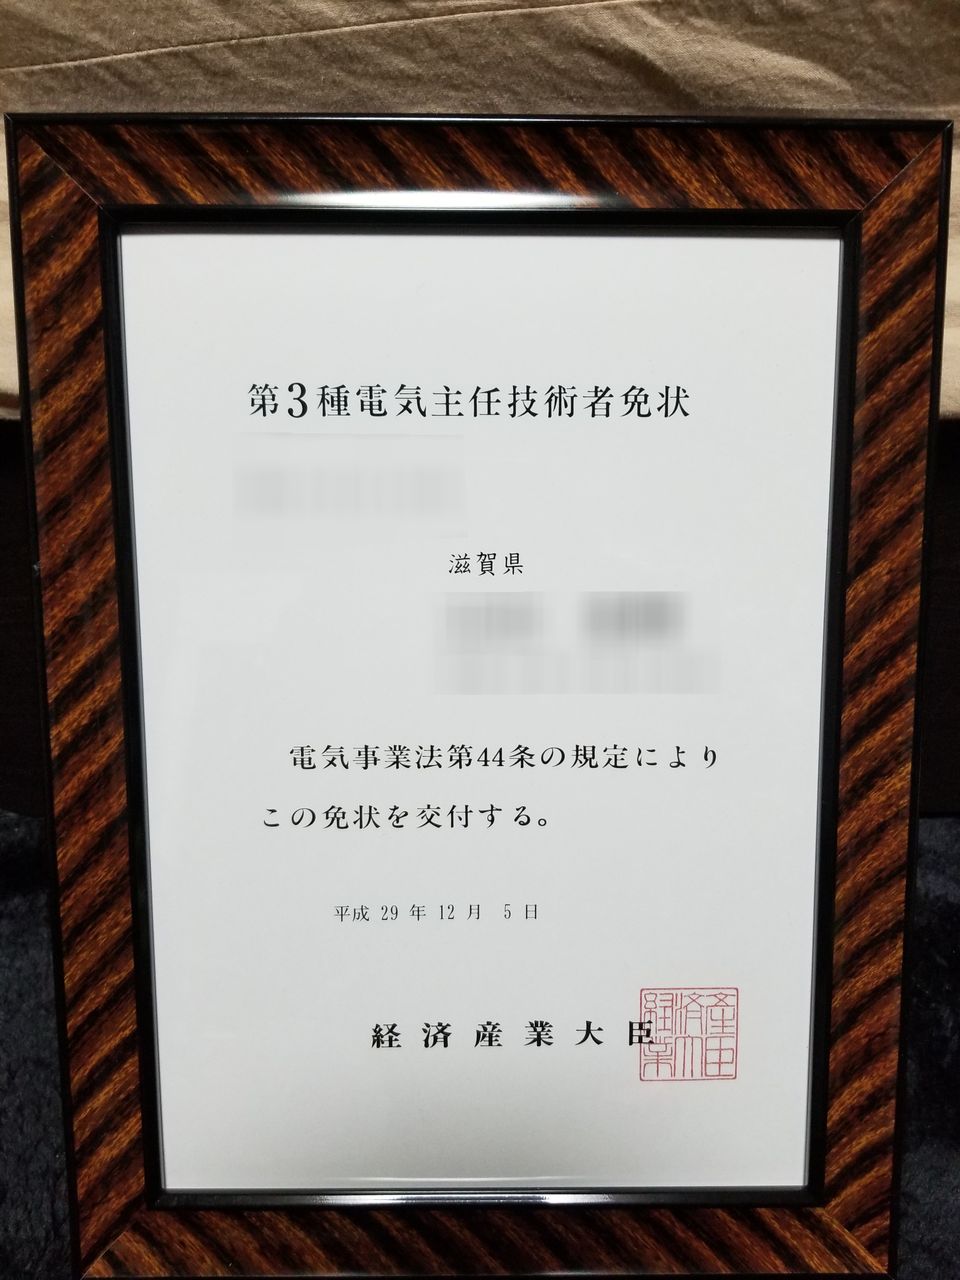 第3種電気主任技術者免状
滋賀県
電気事業法第44条の規定により
この免状を交付する。
平成 29 年 12 月 5 日
経済産業大臣